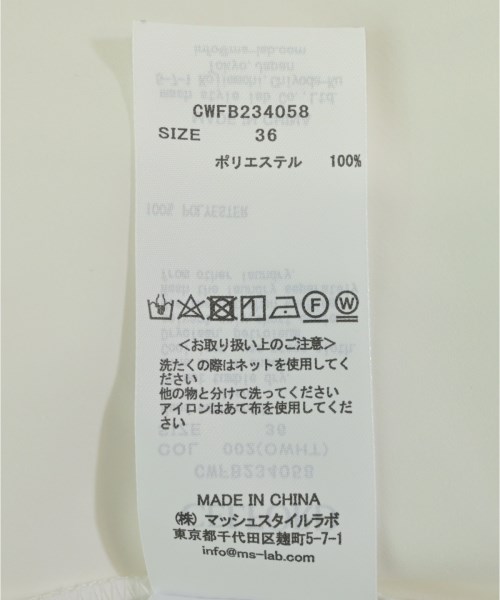 CWFB234058
SIZE 36
ポリエステル 100%
F W
<お取り扱い上のご注意>
洗たくの際はネットを使用してく
ださい
他の物と分けて洗ってください
アイロンはあて布を使用してくだ
さい
MADE IN CHINA
(株) マッシュスタイルラボ
東京都千代田区麹町5-7-1
info@ms-lab.com